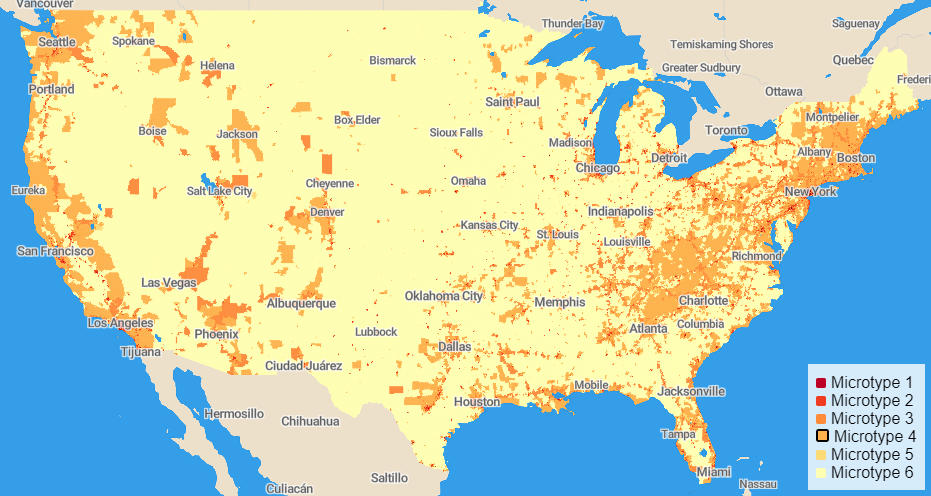 Vancouver
Thunder Bay
Saguenay
Seattle
Spokane
Temiskaming Shores
Helena
Bismarck
Greater Sudbury
Quebec
Frederi
Portland
Ottawa
Saint Paul
Box Elder
Montpelier
Boise
Jackson
Sioux Falls
Toronto
Madison
Albany
Boston
Detroit
Chicago
Eureka
Salt Lake City
Cheyenne
Omaha
New York
Denver
Indianapolis
Kansas City
St. Louis
Louisville
San Francisco
Richmond
Las Vegas
Albuquerque
Oklahoma City
Memphis
Charlotte
Los Angeles
Phoenix
Lubbock
Atlanta
Columbia
Tijuana
Dallas
Ciudad Juárez
Mobile
Jacksonville
Houston
Hermosillo
Chihuahua
Tampa
Miami
Saltillo
Culiacán
Nassau
Microtype 1
Microtype 2
Microtype 3
Microtype 4
Microtype 5
Microtype 6